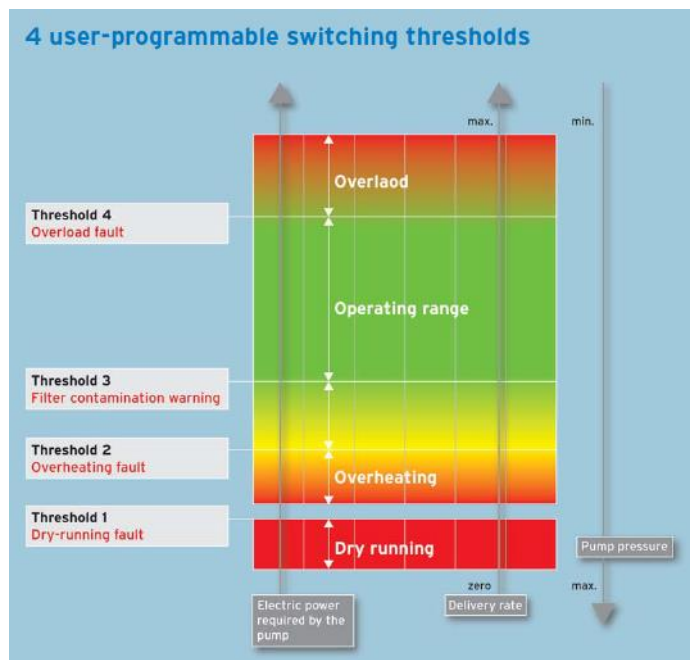 4 user-programmable switching thresholds
max.
min.
Overlaod
Threshold 4
Overload fault
Operating range
Threshold 3
Filter contamination warning
Threshold 2
Overheating fault
Overheating
Threshold 1
Dry-running fault
Dry running
Pump pressure
zero
max.
Electric power
required by the
pump
Delivery rate